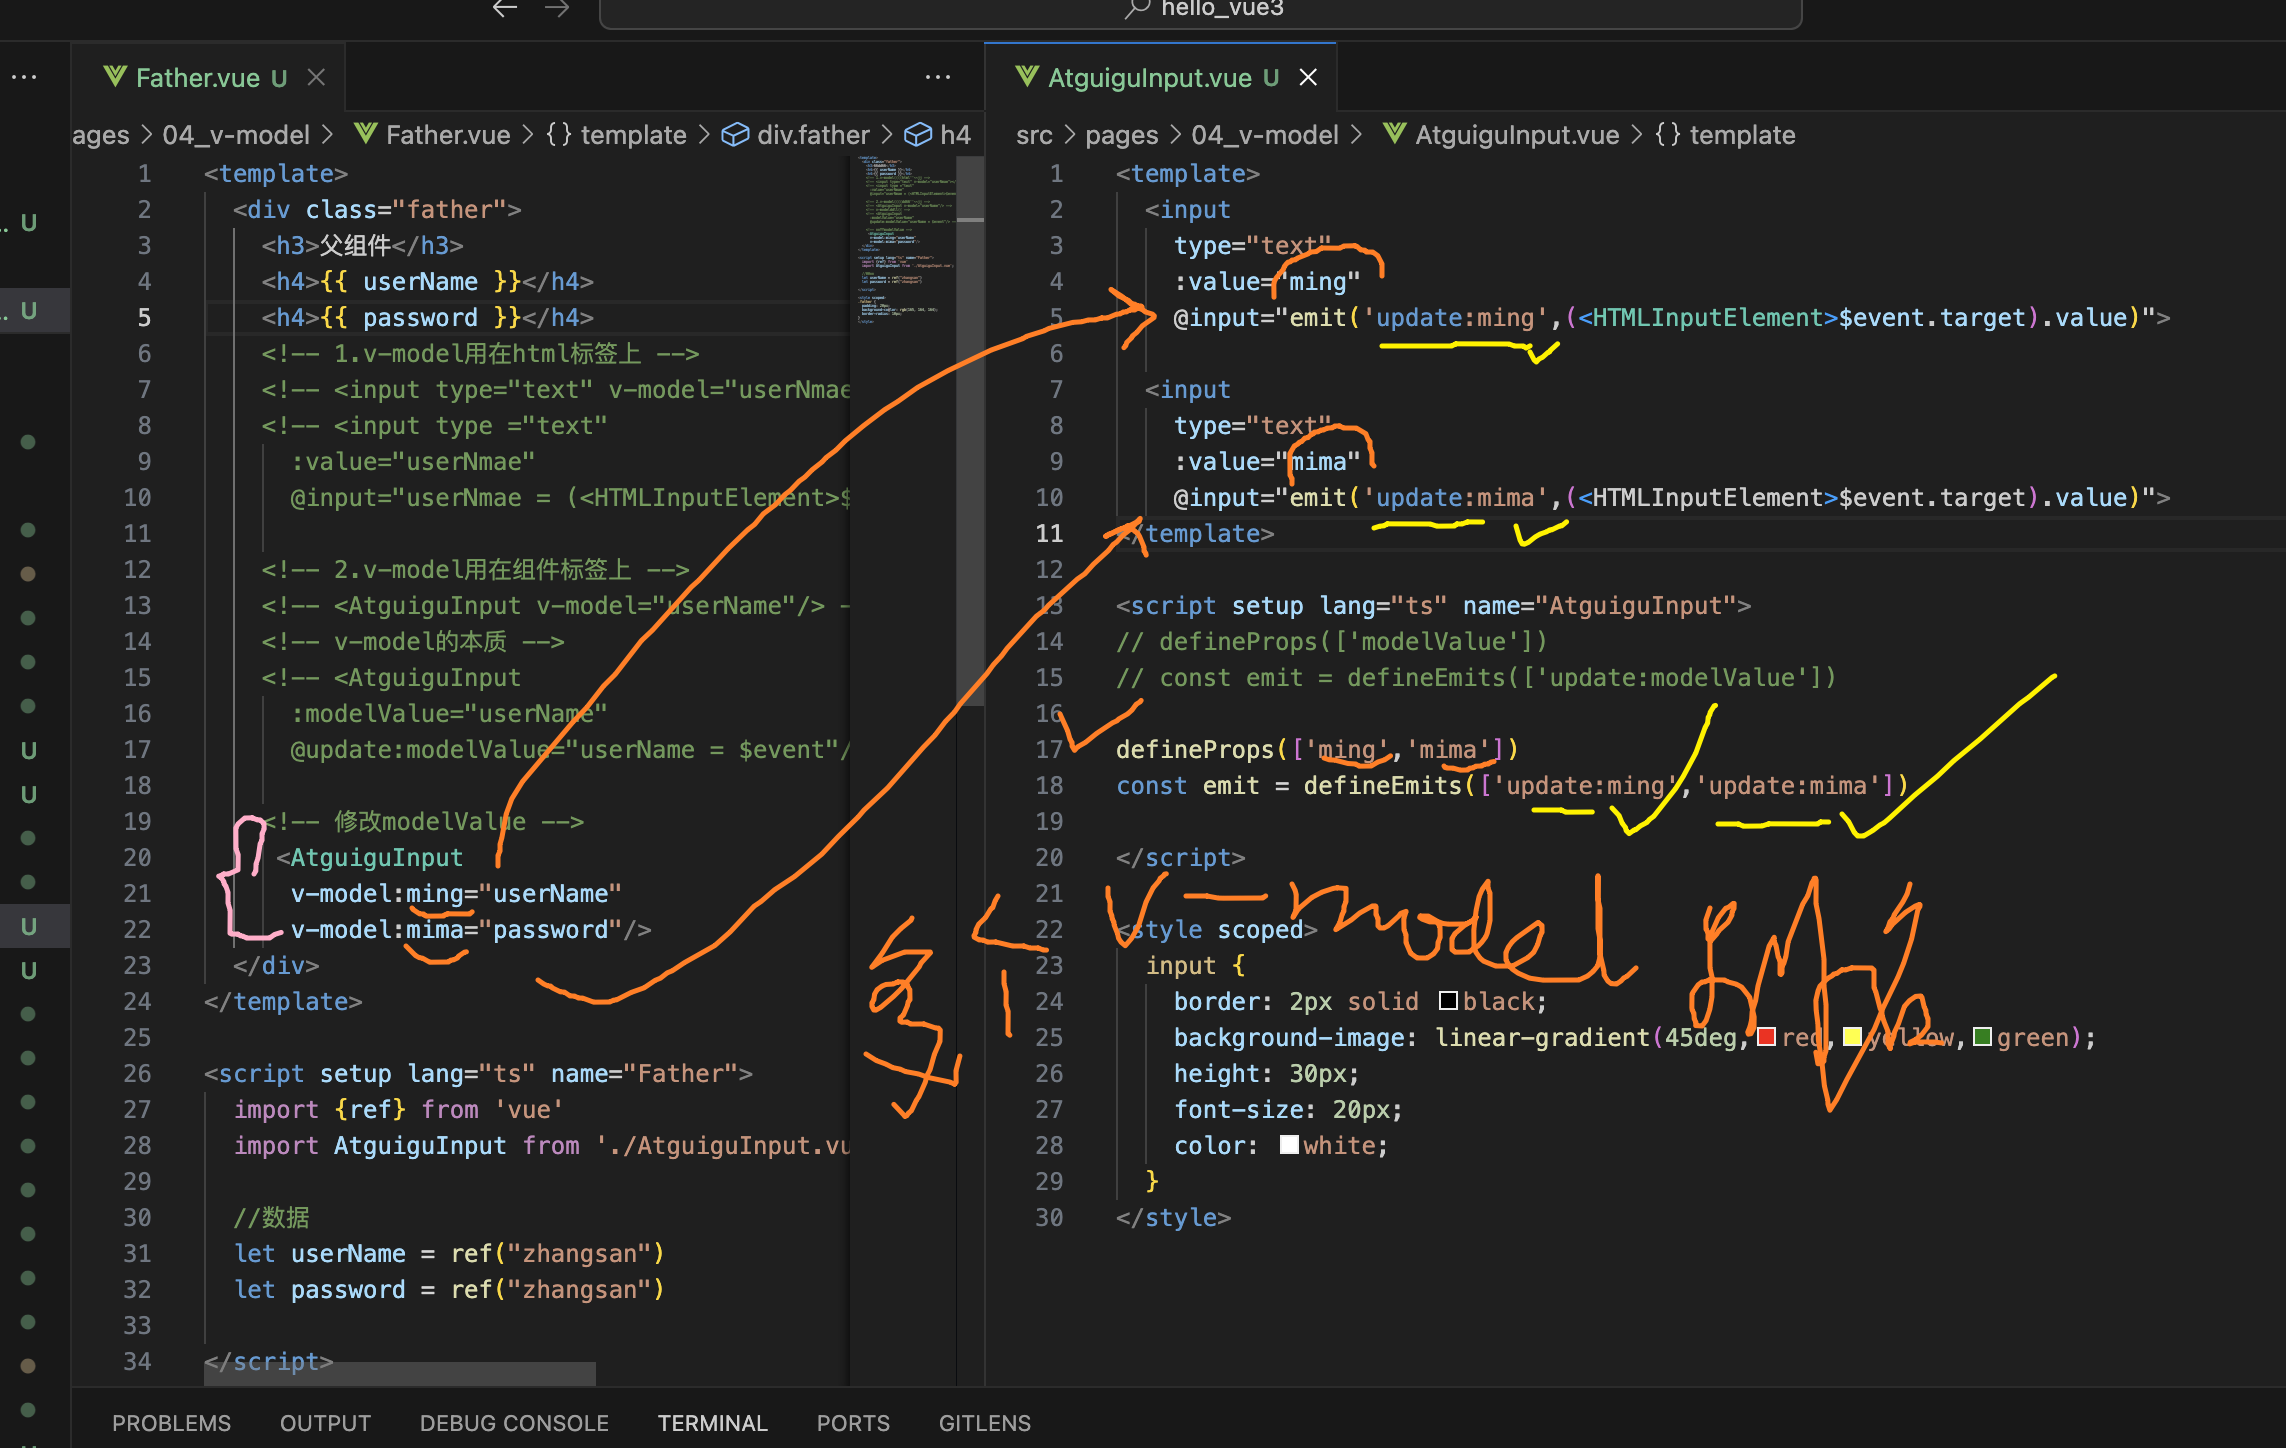 hello_vue3
Father.vue U
AtguiguInput.vue U
ages > 04_v-model > Father.vue > {} template > div.father > h4
1 <template>
2 <div class="father">
3 <h3>父组件</h3>
4 <h4>{{ userName }}</h4>
5 <h4>{{ password }}</h4>
6 <!-- 1.v-model用在html标签上 -->
7 <!-- <input type="text" v-model="userNmae
8 <!-- <input type ="text"
9 :value="userNmae"
10 @input="userNmae = (<HTMLInputElement>$
11
12 <!-- 2.v-model用在组件标签上 -->
13 <!-- <AtguiguInput v-model="userName"/> -
14 <!-- v-model的本质 -->
15 <!-- <AtguiguInput
16 :modelValue="userName"
17 @update:modelValue="userName = $event"/
18
19 <!-- 修改modelValue -->
20 <AtguiguInput
21 v-model:ming="userName"
22 v-model:mima="password"/>
23 </div>
24 </template>
25
26 <script setup lang="ts" name="Father">
27 import {ref} from 'vue'
28 import AtguiguInput from './AtguiguInput.vu
29
30 //数据
31 let userName = ref("zhangsan")
32 let password = ref("zhangsan")
33
34 </script>
src > pages > 04_v-model > AtguiguInput.vue > {} template
1 <template>
2 <input
3 type="text"
4 :value="ming"
5 @input="emit('update:ming',(<HTMLInputElement>$event.target).value)">
6
7 <input
8 type="text"
9 :value="mima"
10 @input="emit('update:mima',(<HTMLInputElement>$event.target).value)">
11 </template>
12
13 <script setup lang="ts" name="AtguiguInput">
14 // defineProps(['modelValue'])
15 // const emit = defineEmits(['update:modelValue'])
16
17 defineProps(['ming','mima'])
18 const emit = defineEmits(['update:ming','update:mima'])
19
20 </script>
21
22 <style scoped>
23 input {
24 border: 2px solid black;
25 background-image: linear-gradient(45deg,red,yellow,green);
26 height: 30px;
27 font-size: 20px;
28 color: white;
29 }
30 </style>
多个 v-model
U
U
U
U
U
U
PROBLEMS OUTPUT DEBUG CONSOLE TERMINAL PORTS GITLENS